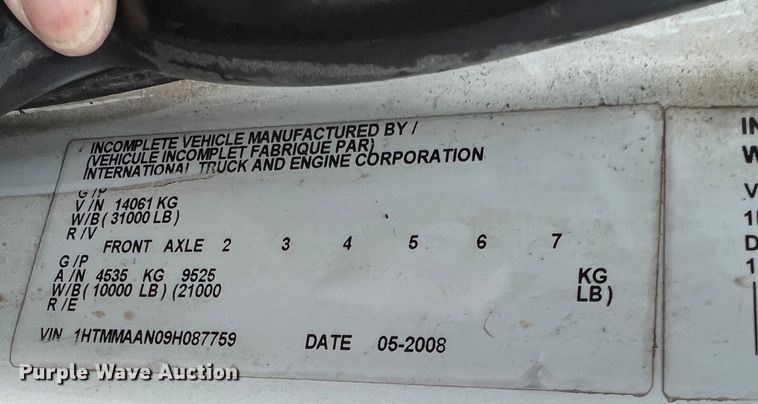 INCOMPLETE VEHICLE MANUFACTURED BY /
(VEHICULE INCOMPLET FABRIQUE PAR)
INTERNATIONAL TRUCK AND ENGINE CORPORATION
G/P
V/N 14061 KG
W/B ( 31000 LB)
R/V
FRONT AXLE 2 3 4 5 6 7
G/P
A/N 4535 KG 9525 KG
W/B ( 10000 LB) (21000 LB)
R/E
VIN 1HTMMAAN09H087759 DATE 05-2008
Purple Wave Auction